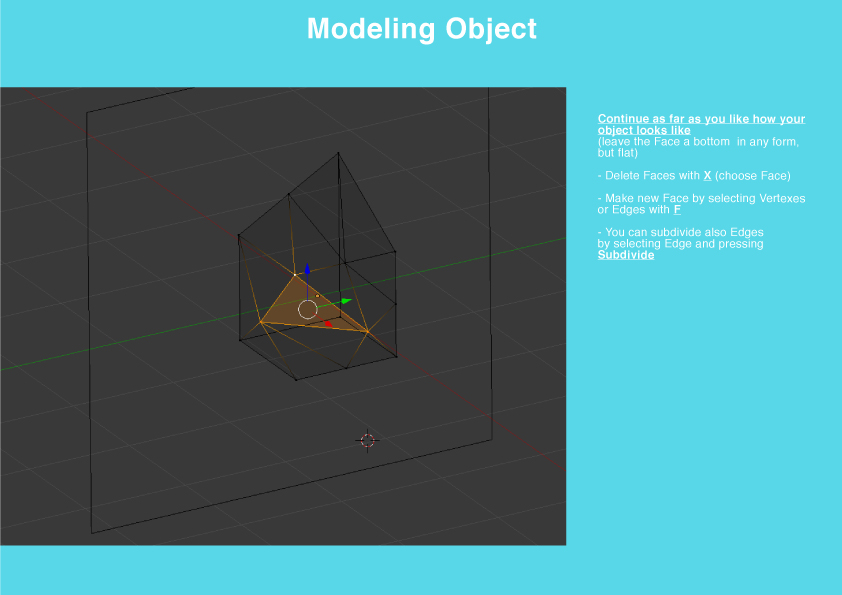 Modeling Object
Continue as far as you like how your
object looks like
(leave the Face a bottom in any form,
but flat)
- Delete Faces with X (choose Face)
- Make new Face by selecting Vertexes
or Edges with F
- You can subdivide also Edges
by selecting Edge and pressing
Subdivide